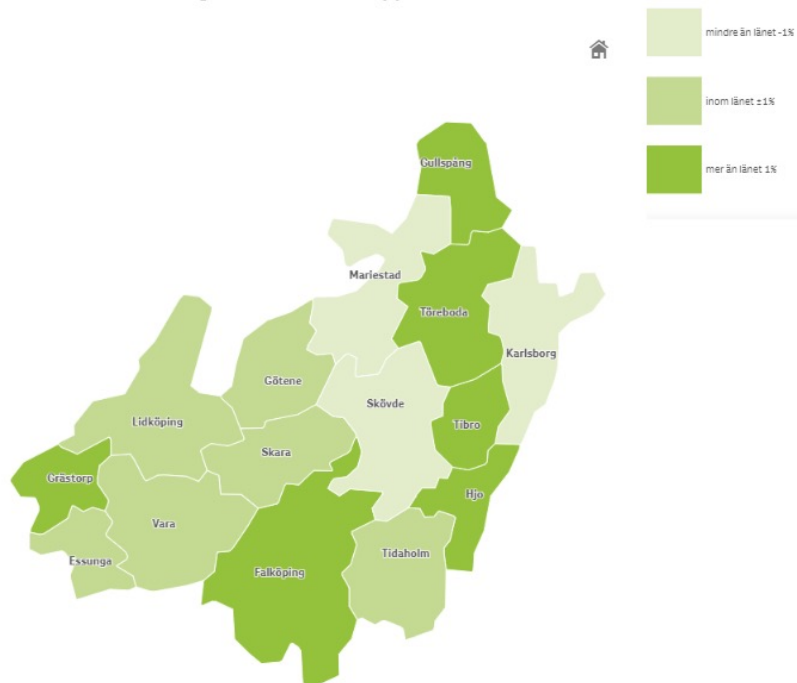 mindre än länet -1%
inom länet ±1%
mer än länet 1%
Gullspång
Mariestad
Töreboda
Karlsborg
Götene
Skövde
Lidköping
Tibro
Skara
Grästorp
Hjo
Vara
Tidaholm
Essunga
Falköping